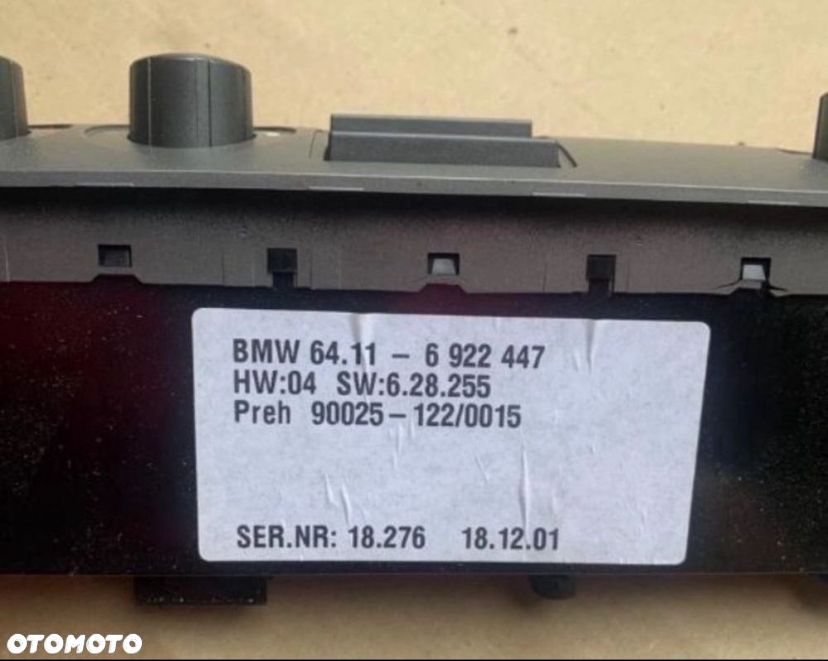 BMW 64.11 – 6 922 447
HW:04 SW:6.28.255
Preh 90025–122/0015
SER.NR: 18.276 18.12.01
OTOMOTO